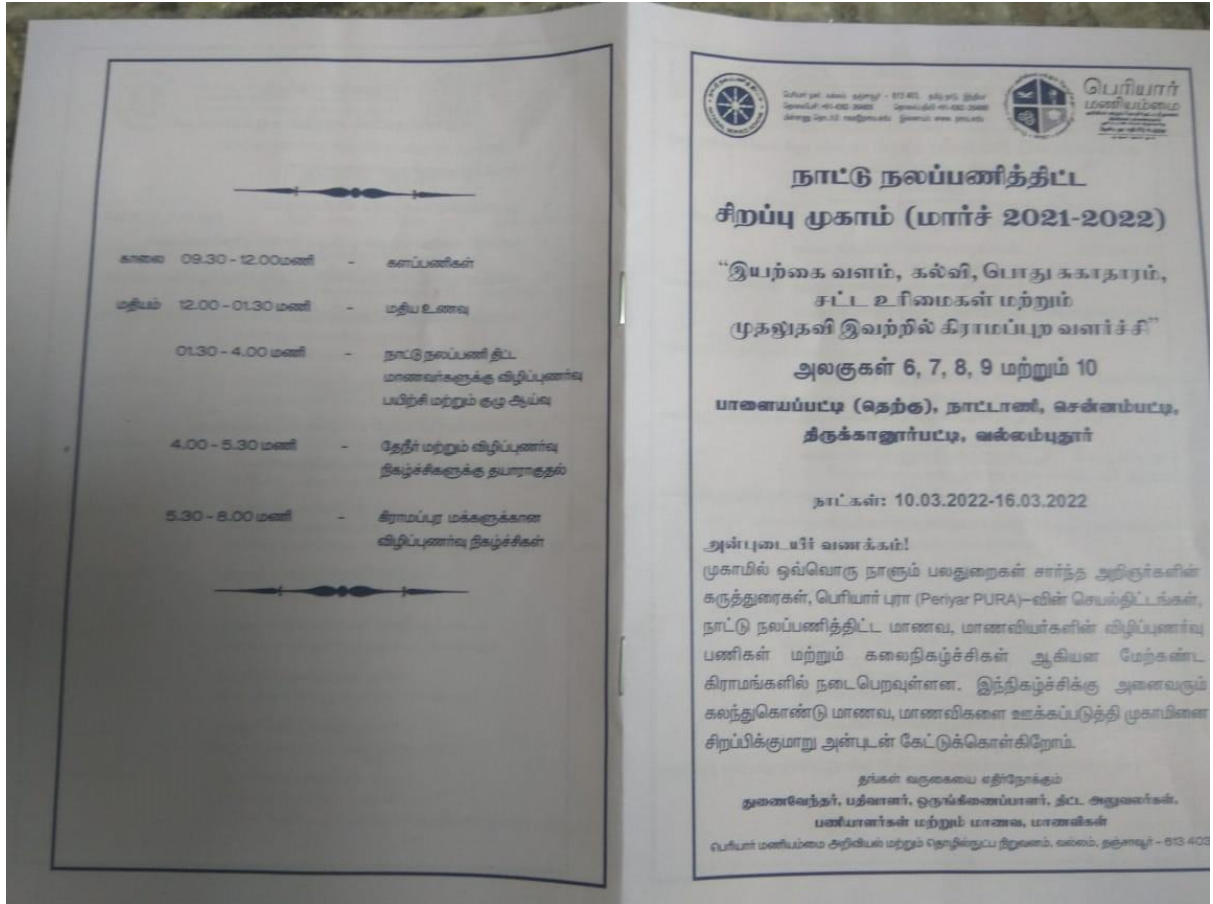 காலை 09.30 - 12.00மணி - களப்பணிகள்
மதியம் 12.00 - 01.30 மணி - மதிய உணவு
01.30 - 4.00 மணி - நாட்டு நலப்பணி திட்ட
மாணவர்களுக்கு விழிப்புணர்வு
பயிற்சி மற்றும் குழு ஆய்வு
4.00 - 5.30 மணி - தேநீர் மற்றும் விழிப்புணர்வு
நிகழ்ச்சிகளுக்கு தயாராகுதல்
5.30 - 8.00 மணி - கிராமப்புற மக்களுக்கான
விழிப்புணர்வு நிகழ்ச்சிகள்
பெரியார்
மணியம்மை
நாட்டு நலப்பணித்திட்ட
சிறப்பு முகாம் (மார்ச் 2021-2022)
“இயற்கை வளம், கல்வி, பொது சுகாதாரம்,
சட்ட உரிமைகள் மற்றும்
முதலுதவி இவற்றில் கிராமப்புற வளர்ச்சி”
அலகுகள் 6, 7, 8, 9 மற்றும் 10
பாளையப்பட்டி (தெற்கு), நாட்டாணி, சென்னம்பட்டி,
திருக்கானூர்பட்டி, வல்லம்புதூர்
நாட்கள்: 10.03.2022-16.03.2022
அன்புடையீர் வணக்கம்!
முகாமில் ஒவ்வொரு நாளும் பலதுறைகள் சார்ந்த அறிஞர்களின்
கருத்துரைகள், பெரியார் புரா (Periyar PURA)–வின் செயல்திட்டங்கள்,
நாட்டு நலப்பணித்திட்ட மாணவ, மாணவியர்களின் விழிப்புணர்வு
பணிகள் மற்றும் கலைநிகழ்ச்சிகள் ஆகியன மேற்கண்ட
கிராமங்களில் நடைபெறவுள்ளன. இந்நிகழ்ச்சிக்கு அனைவரும்
கலந்துகொண்டு மாணவ, மாணவிகளை ஊக்கப்படுத்தி முகாமினை
சிறப்பிக்குமாறு அன்புடன் கேட்டுக்கொள்கிறோம்.
தங்கள் வருகையை எதிர்நோக்கும்
துணைவேந்தர், பதிவாளர், ஒருங்கிணைப்பாளர், திட்ட அலுவலர்கள்,
பணியாளர்கள் மற்றும் மாணவ, மாணவிகள்
பெரியார் மணியம்மை அறிவியல் மற்றும் தொழில்நுட்ப நிறுவனம், வல்லம், தஞ்சாவூர் - 613 403